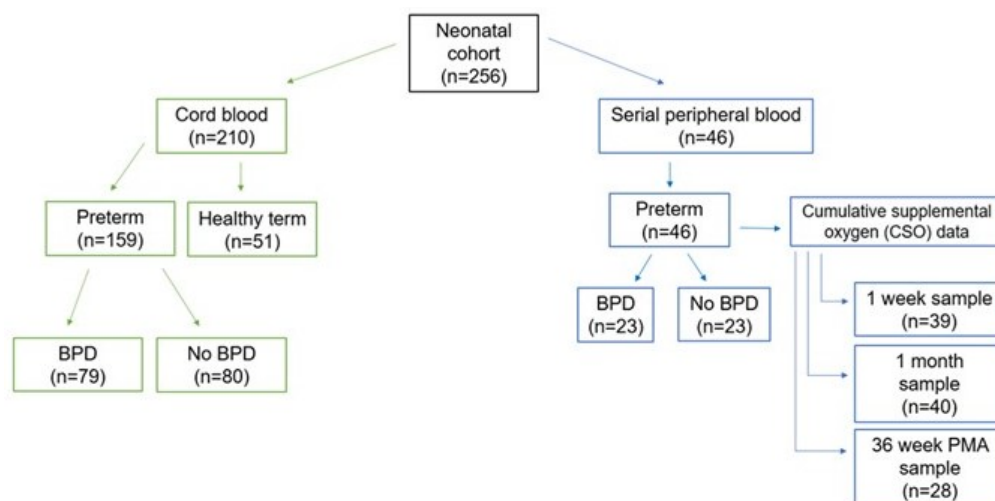 Neonatal
cohort
(n=256)
Cord blood
(n=210)
Serial peripheral blood
(n=46)
Preterm
(n=159)
Healthy term
(n=51)
Preterm
(n=46)
Cumulative supplemental
oxygen (CSO) data
BPD
(n=79)
No BPD
(n=80)
BPD
(n=23)
No BPD
(n=23)
1 week sample
(n=39)
1 month
sample
(n=40)
36 week PMA
sample
(n=28)